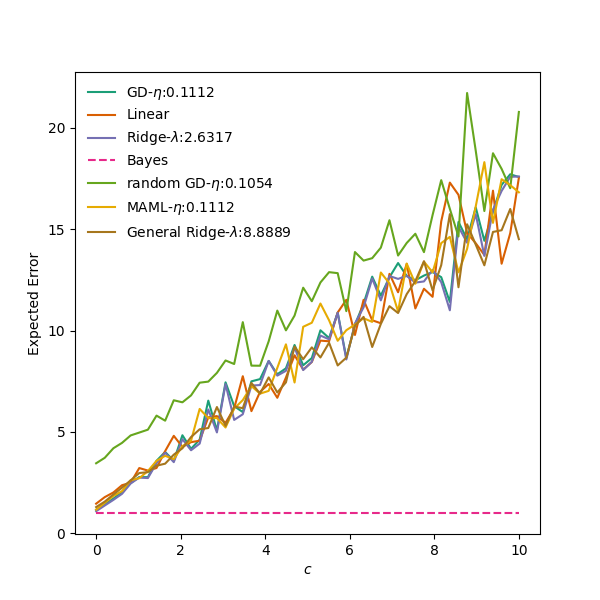 GD-η:0.1112
Linear
Ridge-λ:2.6317
Bayes
random GD-η:0.1054
MAML-η:0.1112
General Ridge-λ:8.8889
Expected Error
20
15
10
5
0
0 2 4 6 8 10
c